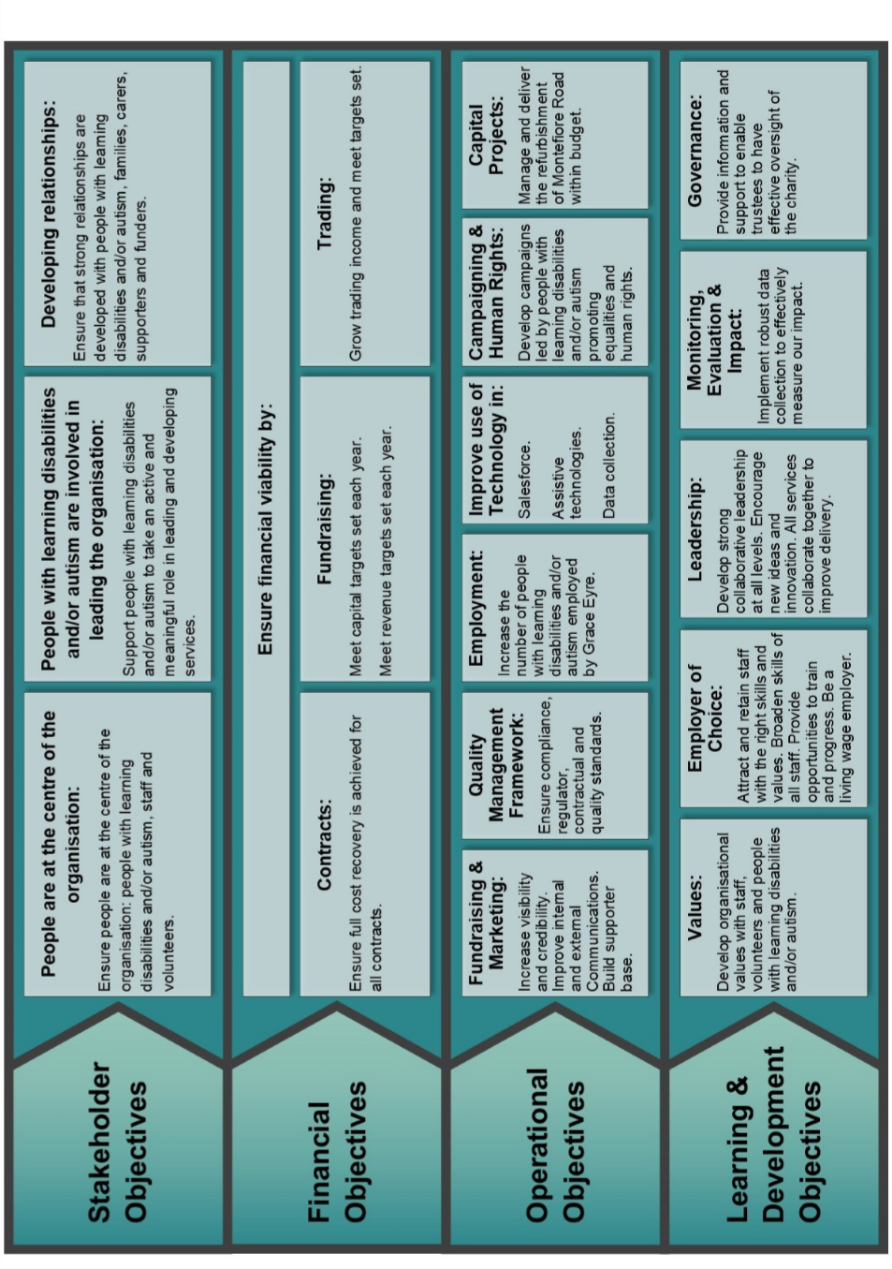 Stakeholder
Objectives
People are at the centre of the
organisation:
Ensure people are at the centre of the
organisation: people with learning
disabilities and/or autism, staff and
volunteers.
People with learning disabilities
and/or autism are involved in
leading the organisation:
Support people with learning disabilities
and/or autism to take an active and
meaningful role in leading and developing
services.
Developing relationships:
Ensure that strong relationships are
developed with people with learning
disabilities and/or autism, families, carers,
supporters and funders.
Financial
Objectives
Ensure financial viability by:
Contracts:
Ensure full cost recovery is achieved for
all contracts.
Fundraising:
Meet capital targets set each year.
Meet revenue targets set each year.
Trading:
Grow trading income and meet targets set.
Operational
Objectives
Fundraising &
Marketing:
Increase visibility
and credibility.
Improve internal
and external
Communications.
Build supporter
base.
Quality
Management
Framework:
Ensure compliance,
regulator,
contractual and
quality standards.
Employment:
Increase the
number of people
with learning
disabilities and/or
autism employed
by Grace Eyre.
Improve use of
Technology in:
Salesforce.
Assistive
technologies.
Data collection.
Campaigning &
Human Rights:
Develop campaigns
led by people with
learning disabilities
and/or autism
promoting
equalities and
human rights.
Capital
Projects:
Manage and deliver
the refurbishment
of Montefiore Road
within budget.
Learning &
Development
Objectives
Values:
Develop organisational
values with staff,
volunteers and people
with learning disabilities
and/or autism.
Employer of
Choice:
Attract and retain staff
with the right skills and
values. Broaden skills of
all staff. Provide
opportunities to train
and progress. Be a
living wage employer.
Leadership:
Develop strong
collaborative leadership
at all levels. Encourage
new ideas and
innovation. All services
collaborate together to
improve delivery.
Monitoring,
Evaluation &
Impact:
Implement robust data
collection to effectively
measure our impact.
Governance:
Provide information and
support to enable
trustees to have
effective oversight of
the charity.